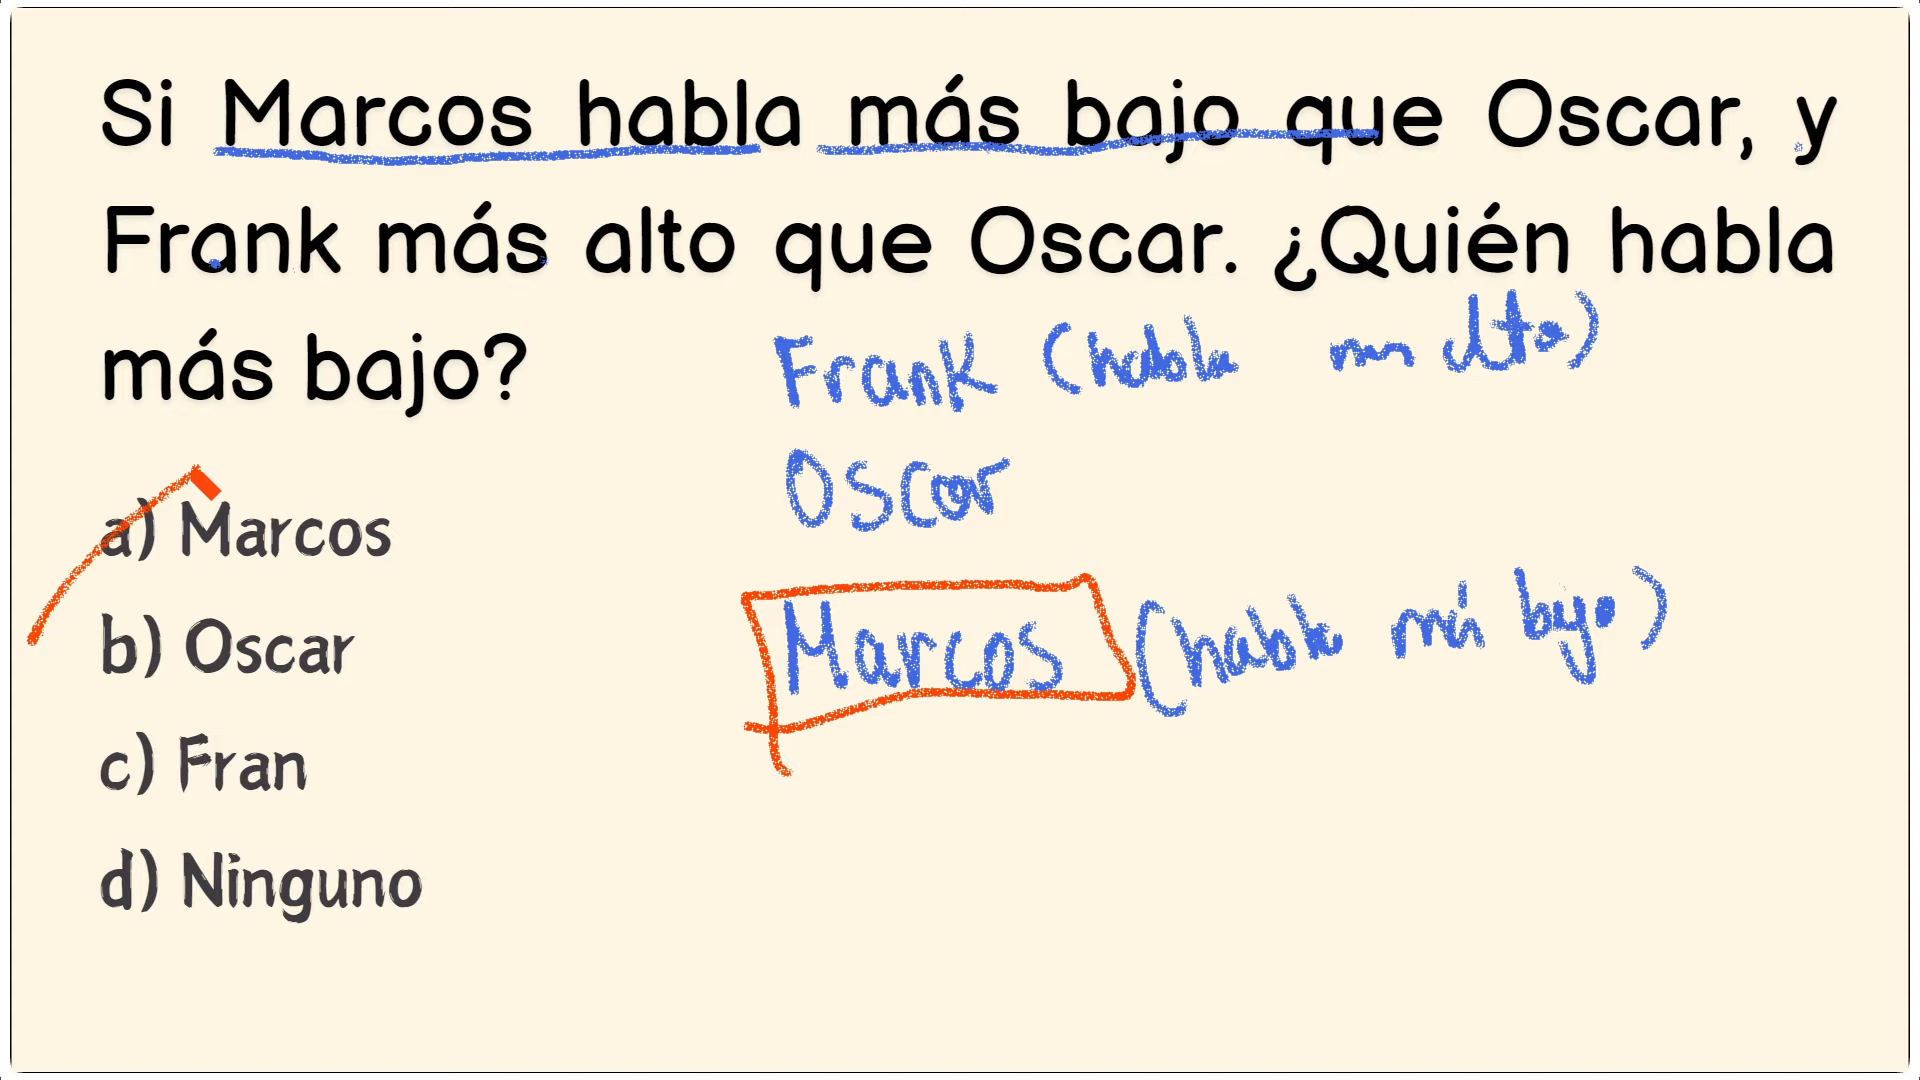 Si Marcos habla más bajo que Oscar, y
Frank más alto que Oscar. ¿Quién habla
más bajo?
Frank (habla más alto)
Oscar
Marcos (habla más bajo)
a) Marcos
b) Oscar
c) Fran
d) Ninguno